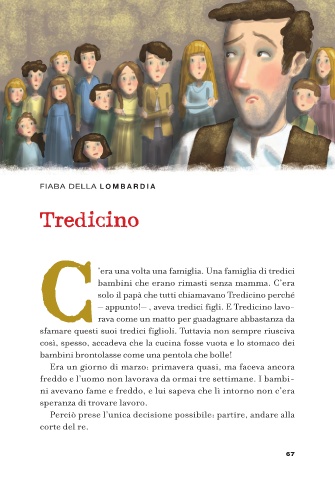 FIABA DELLA LOMBARDIA
Tredicino
C'era una volta una famiglia. Una famiglia di tredici
bambini che erano rimasti senza mamma. C'era
solo il papà che tutti chiamavano Tredicino perché
– appunto!– , aveva tredici figli. E Tredicino lavo-
rava come un matto per guadagnare abbastanza da
sfamare questi suoi tredici figlioli. Tuttavia non sempre riusciva
così, spesso, accadeva che la cucina fosse vuota e lo stomaco dei
bambini brontolasse come una pentola che bolle!
Era un giorno di marzo: primavera quasi, ma faceva ancora
freddo e l'uomo non lavorava da ormai tre settimane. I bambi-
ni avevano fame e freddo, e lui sapeva che lì intorno non c'era
speranza di trovare lavoro.
Perciò prese l'unica decisione possibile: partire, andare alla
corte del re.
67